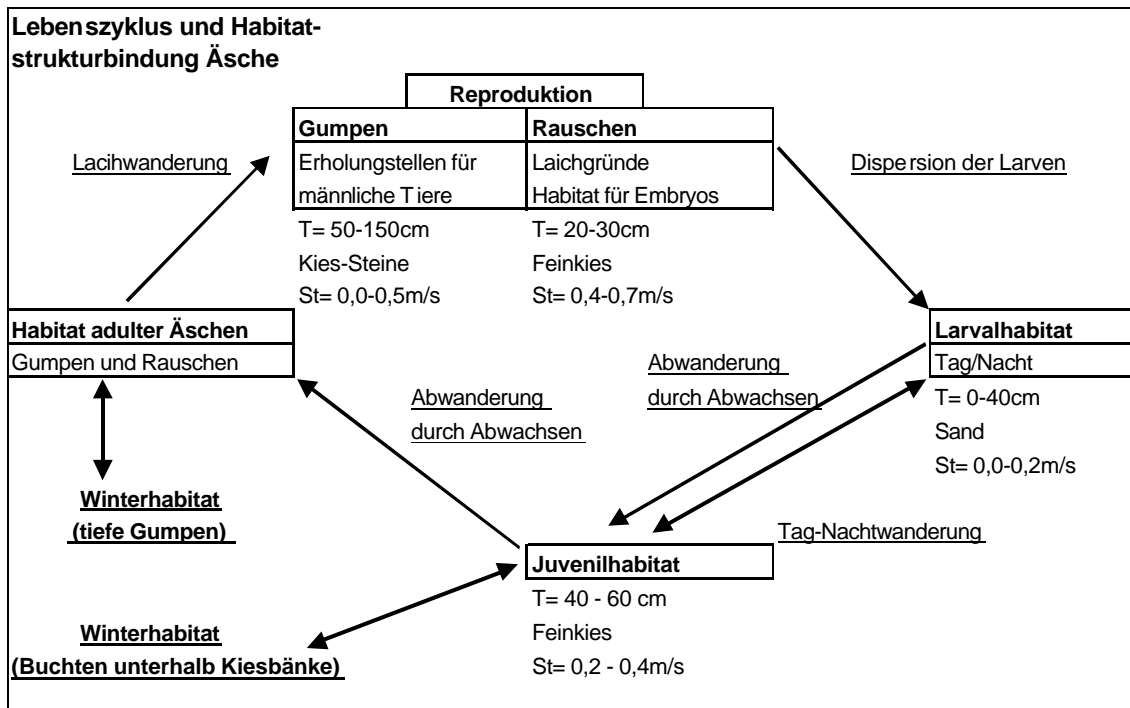 Lebenszyklus und Habitat-
strukturbindung Äsche
Reproduktion
Gumpen
Erholungstellen für
männliche Tiere
T= 50-150cm
Kies-Steine
St= 0,0-0,5m/s
Rauschen
Laichgründe
Habitat für Embryos
T= 20-30cm
Feinkies
St= 0,4-0,7m/s
Lacihwanderung
Dispersion der Larven
Habitat adulter Äschen
Gumpen und Rauschen
Larvalhabitat
Tag/Nacht
T= 0-40cm
Sand
St= 0,0-0,2m/s
Abwanderung
durch Abwachsen
Abwanderung
durch Abwachsen
Winterhabitat
(tiefe Gumpen)
Tag-Nachtwanderung
Juvenilhabitat
T= 40 - 60 cm
Feinkies
St= 0,2 - 0,4m/s
Winterhabitat
(Buchten unterhalb Kiesbänke)